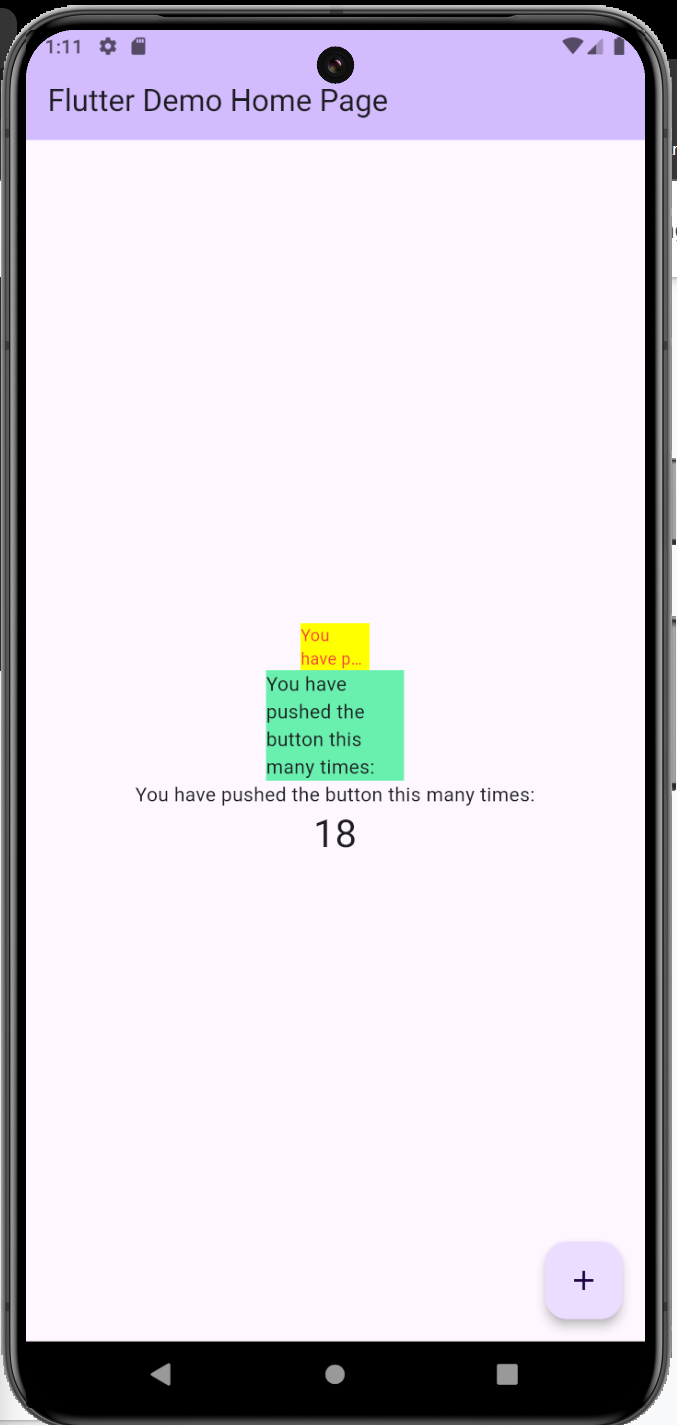 1:11
Flutter Demo Home Page
You
have p…
You have
pushed the
button this
many times:
You have pushed the button this many times:
18
+